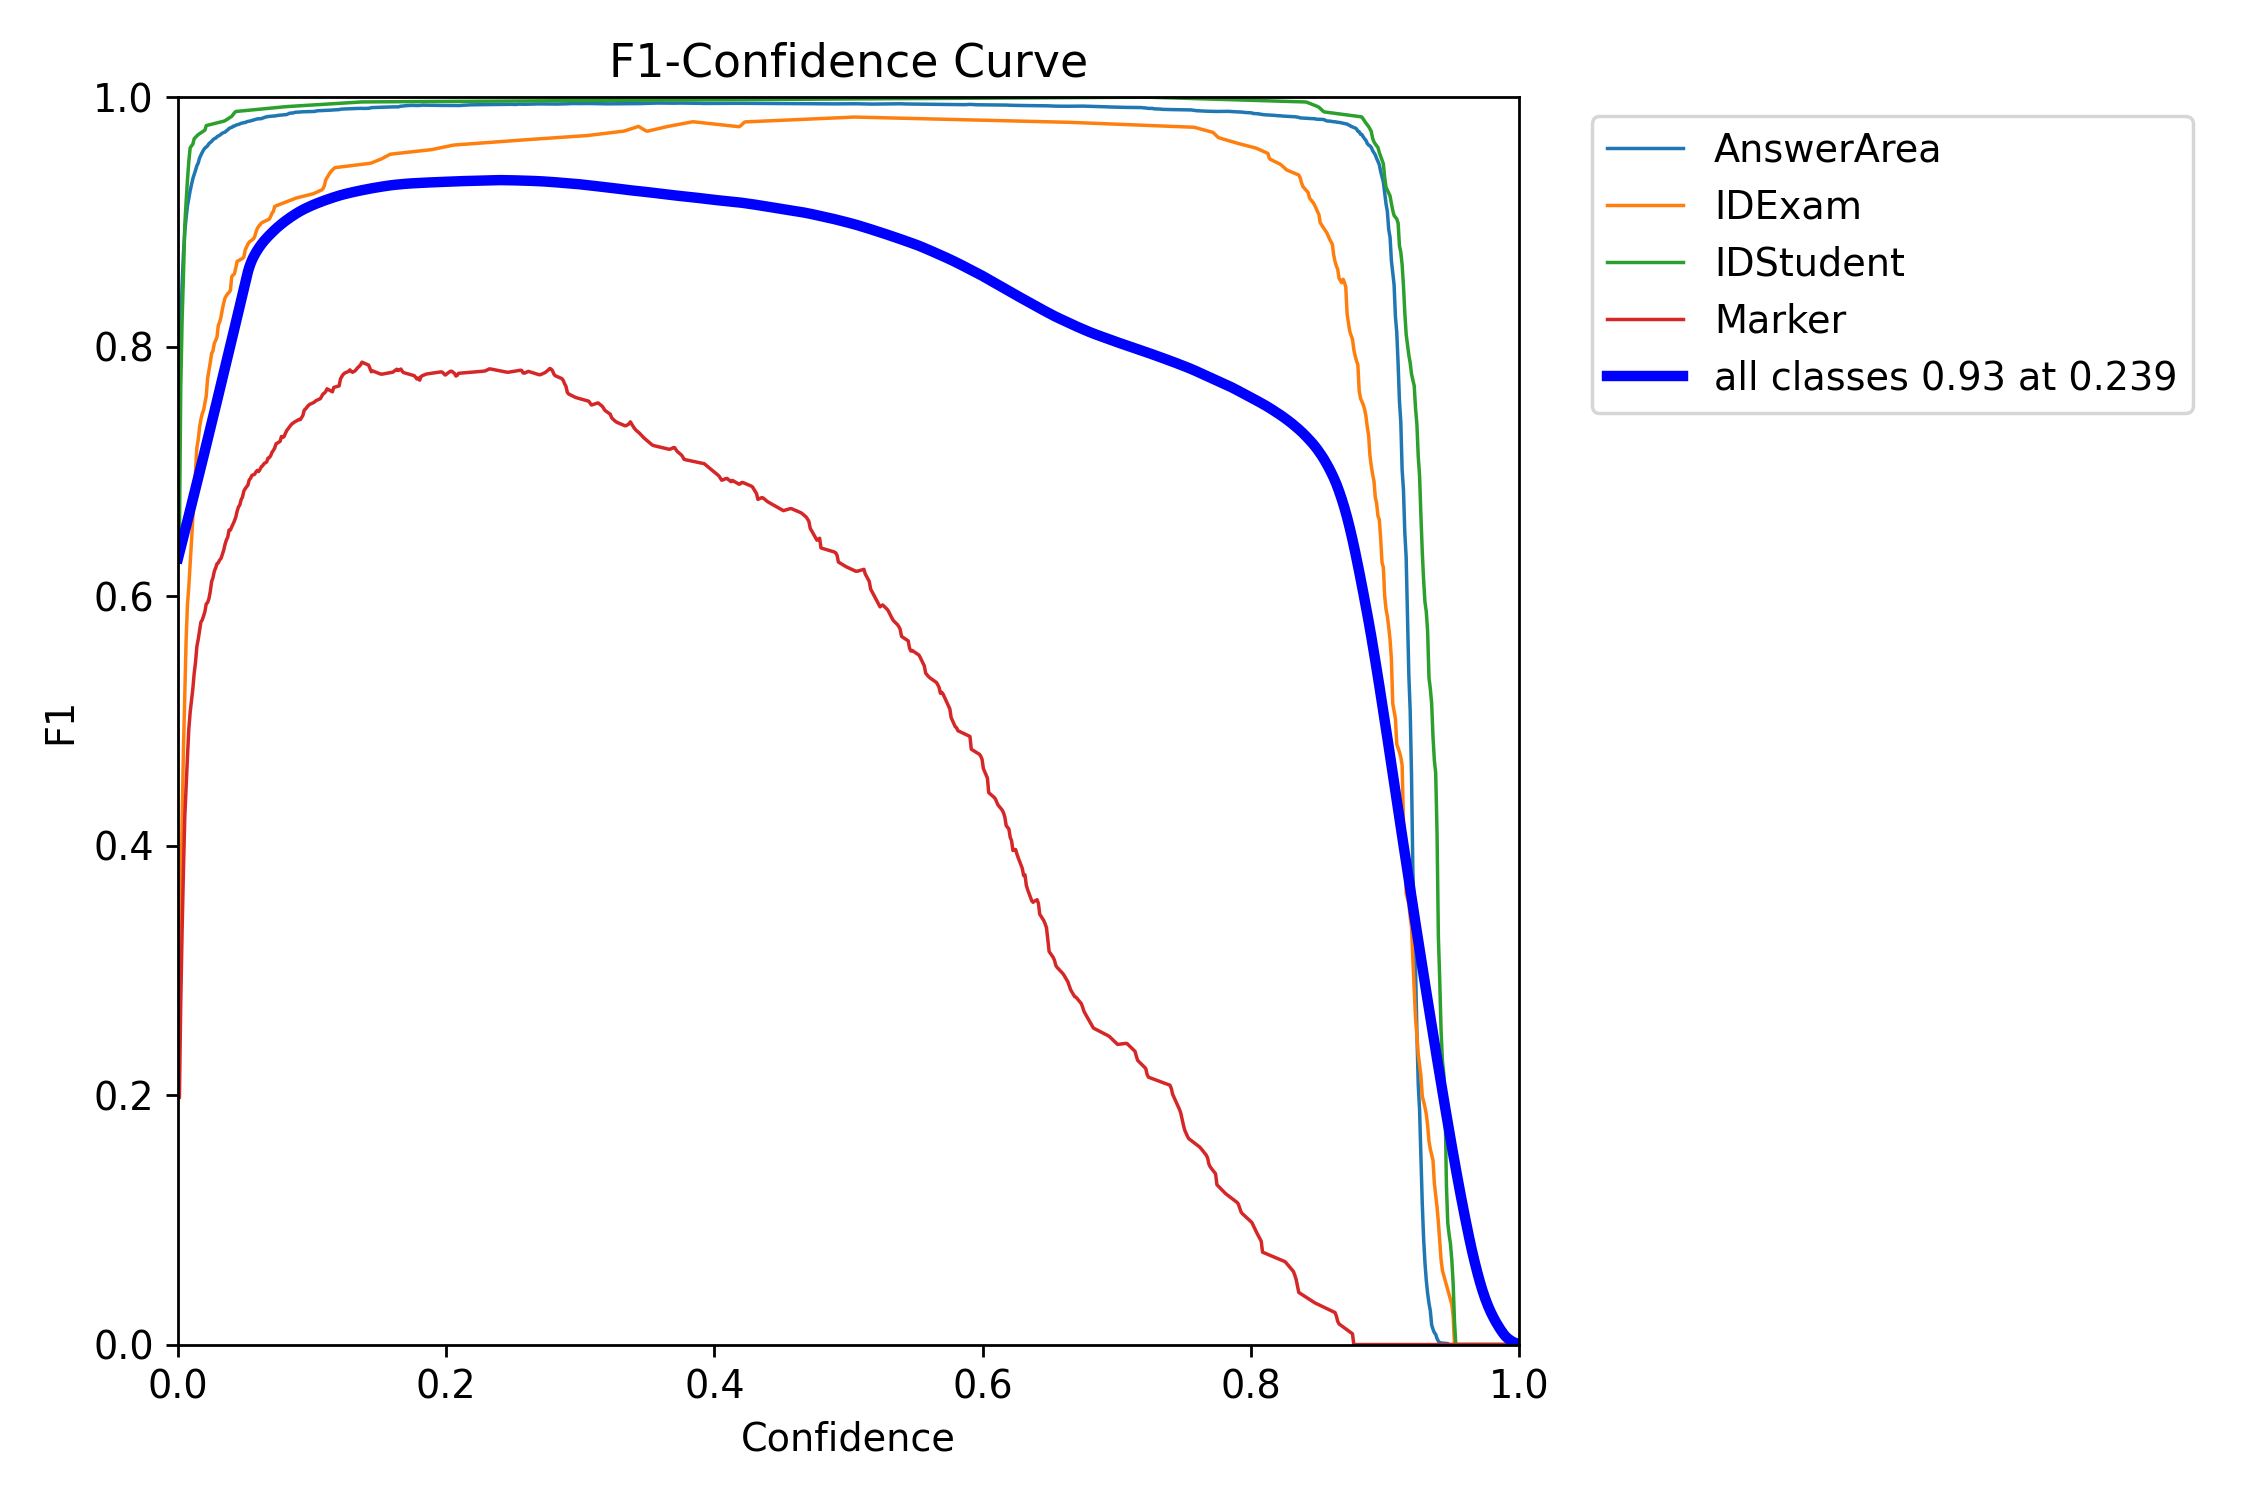 F1-Confidence Curve
1.0
0.8
0.6
0.4
0.2
0.0
F1
0.0 0.2 0.4 0.6 0.8 1.0
Confidence
AnswerArea
IDExam
IDStudent
Marker
all classes 0.93 at 0.239